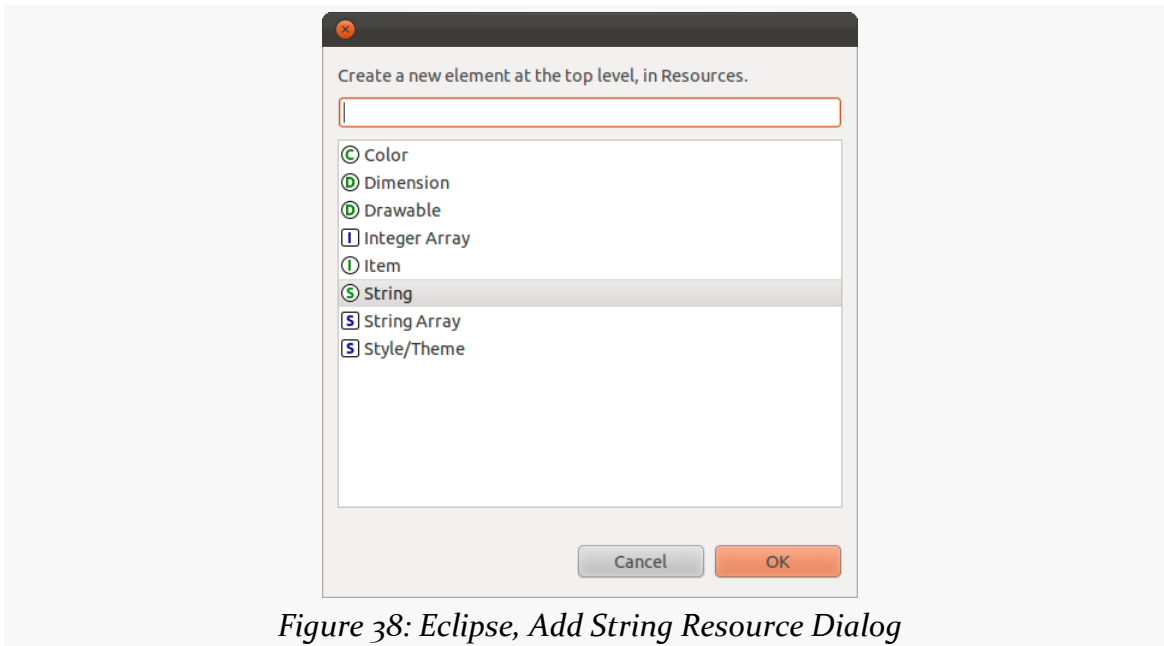 Create a new element at the top level, in Resources.
C Color
D Dimension
D Drawable
I Integer Array
I Item
S String
S String Array
S Style/Theme
Cancel OK
Figure 38: Eclipse, Add String Resource Dialog